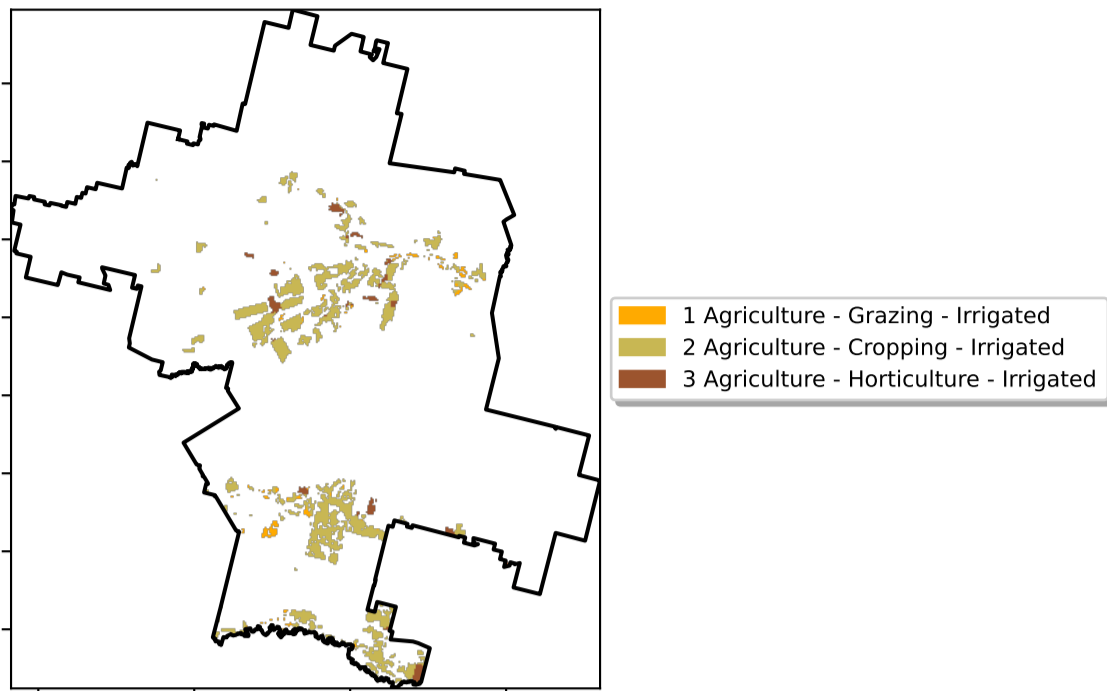 1 Agriculture - Grazing - Irrigated
2 Agriculture - Cropping - Irrigated
3 Agriculture - Horticulture - Irrigated